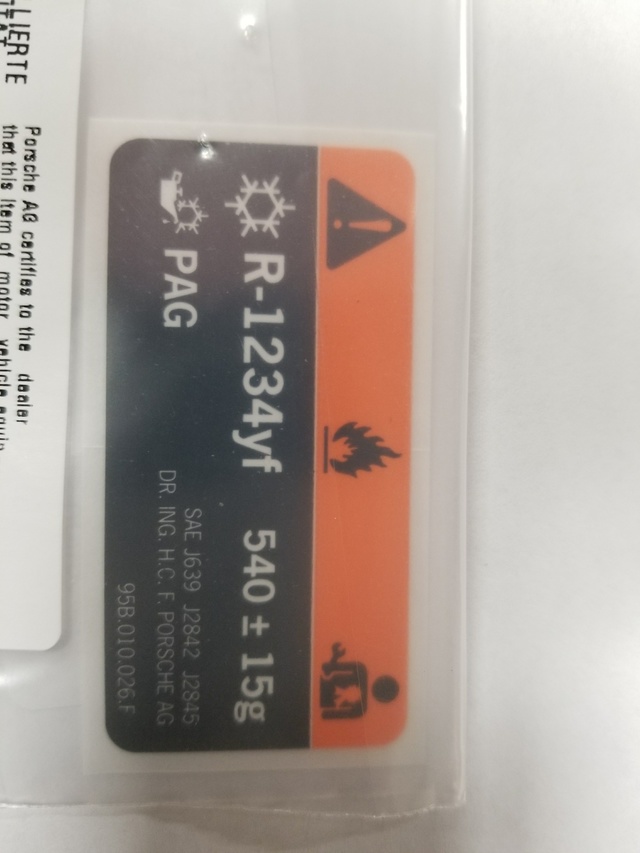 LIERTE
Porsche AG certifies to the dealer
that this item of motor vehicle
R-1234yf 540 ± 15g
PAG
SAE J639 J2842 J2845
DR. ING. H.C. F. PORSCHE AG
95B.010.026.F